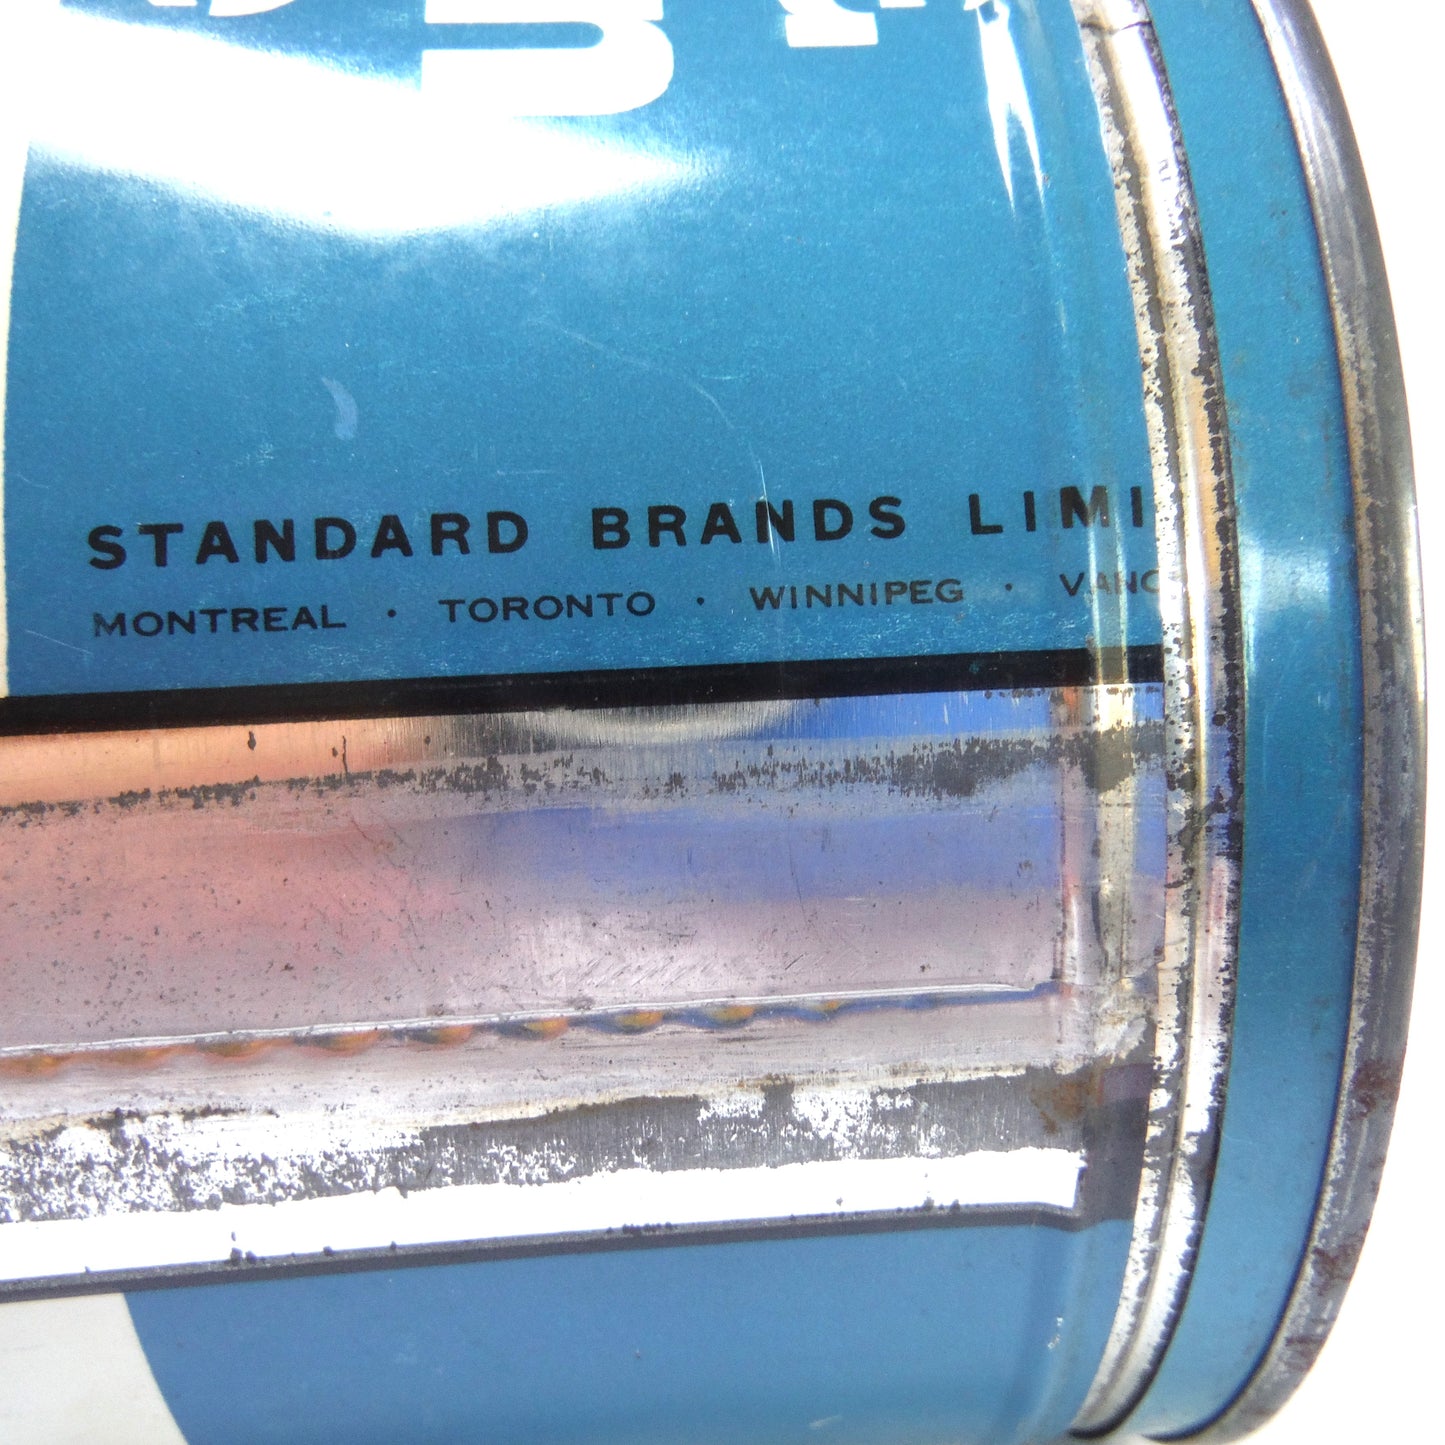 STANDARD BRANDS LIMI
MONTREAL · TORONTO · WINNIPEG · VANC